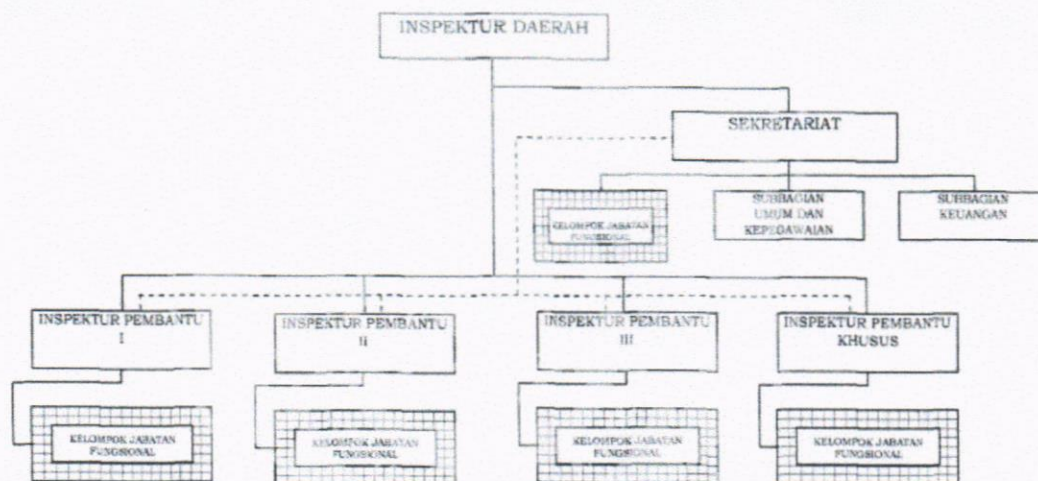 INSPEKTUR DAERAH
SEKRETARIAT
KELOMPOK JABATAN
FUNGSIONAL
SUBBAGIAN
UMUM DAN
KEPEGAWAIAN
SUBBAGIAN
KEUANGAN
INSPEKTUR PEMBANTU
I
INSPEKTUR PEMBANTU
Ii
INSPEKTUR PEMBANTU
III
INSPEKTUR PEMBANTU
KHUSUS
KELOMPOK JABATAN
FUNGSIONAL
KELOMPOK JABATAN
FUNGSIONAL
KELOMPOK JABATAN
FUNGSIONAL
KELOMPOK JABATAN
FUNGSIONAL